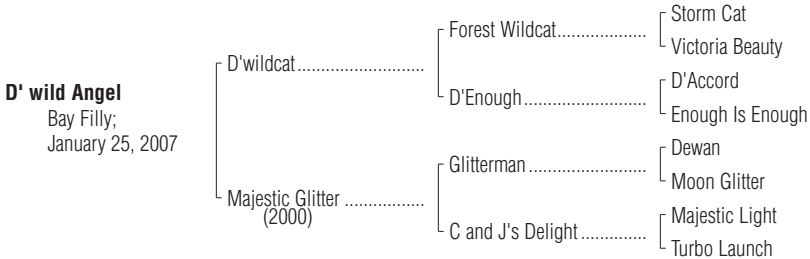 Storm Cat
Forest Wildcat....................
Victoria Beauty
D'wildcat..........................
D'Accord
D'Enough...........................
D' wild Angel
Enough Is Enough
Bay Filly;
January 25, 2007
Dewan
Glitterman..........................
Moon Glitter
Majestic Glitter .................
(2000)
Majestic Light
C and J's Delight..............
Turbo Launch